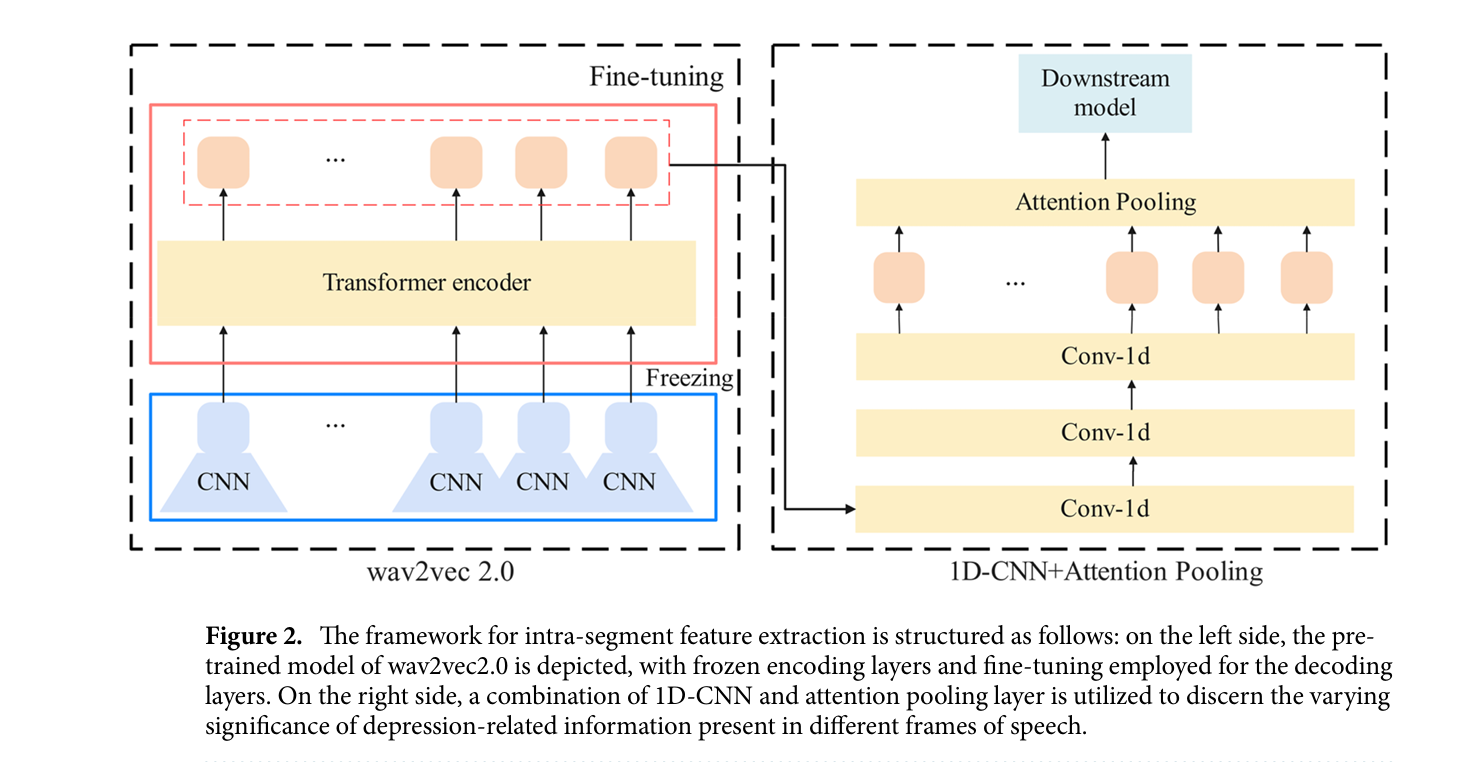 Fine-tuning
...
Transformer encoder
Freezing
...
CNN
CNN
CNN
CNN
wav2vec 2.0
Downstream
model
Attention Pooling
...
Conv-1d
Conv-1d
Conv-1d
1D-CNN+Attention Pooling
Figure 2. The framework for intra-segment feature extraction is structured as follows: on the left side, the pre-
trained model of wav2vec2.0 is depicted, with frozen encoding layers and fine-tuning employed for the decoding
layers. On the right side, a combination of 1D-CNN and attention pooling layer is utilized to discern the varying
significance of depression-related information present in different frames of speech.